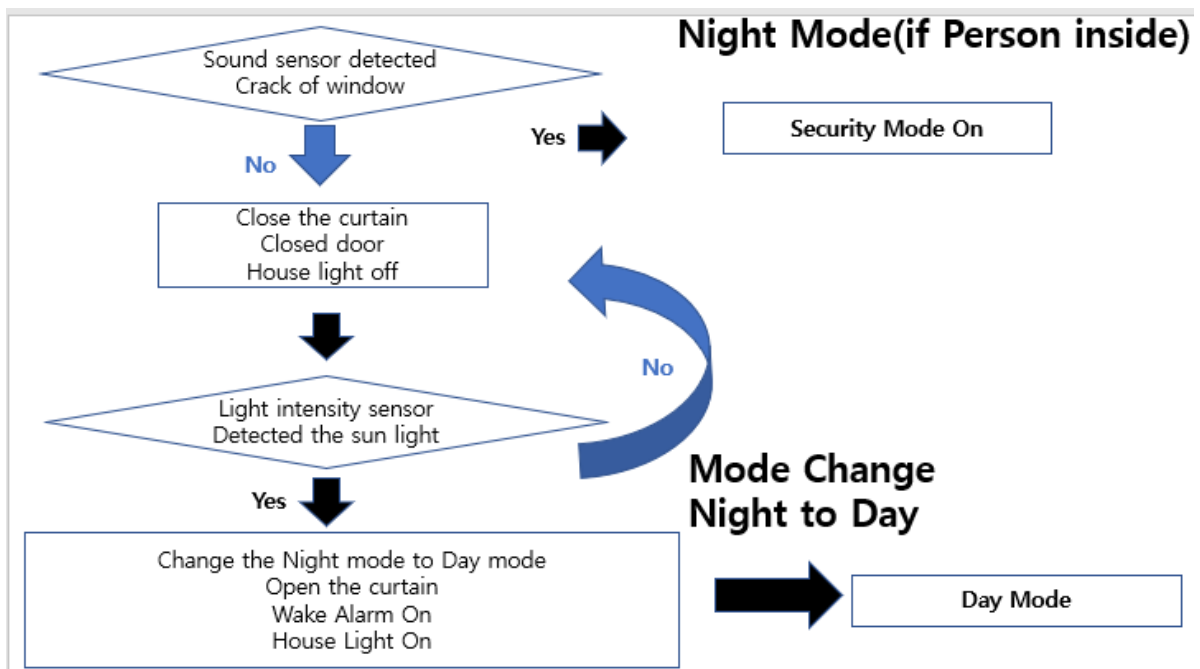 Night Mode(if Person inside)
Sound sensor detected
Crack of window
Yes
Security Mode On
No
Close the curtain
Closed door
House light off
No
Light intensity sensor
Detected the sun light
Mode Change
Night to Day
Yes
Change the Night mode to Day mode
Open the curtain
Wake Alarm On
House Light On
Day Mode